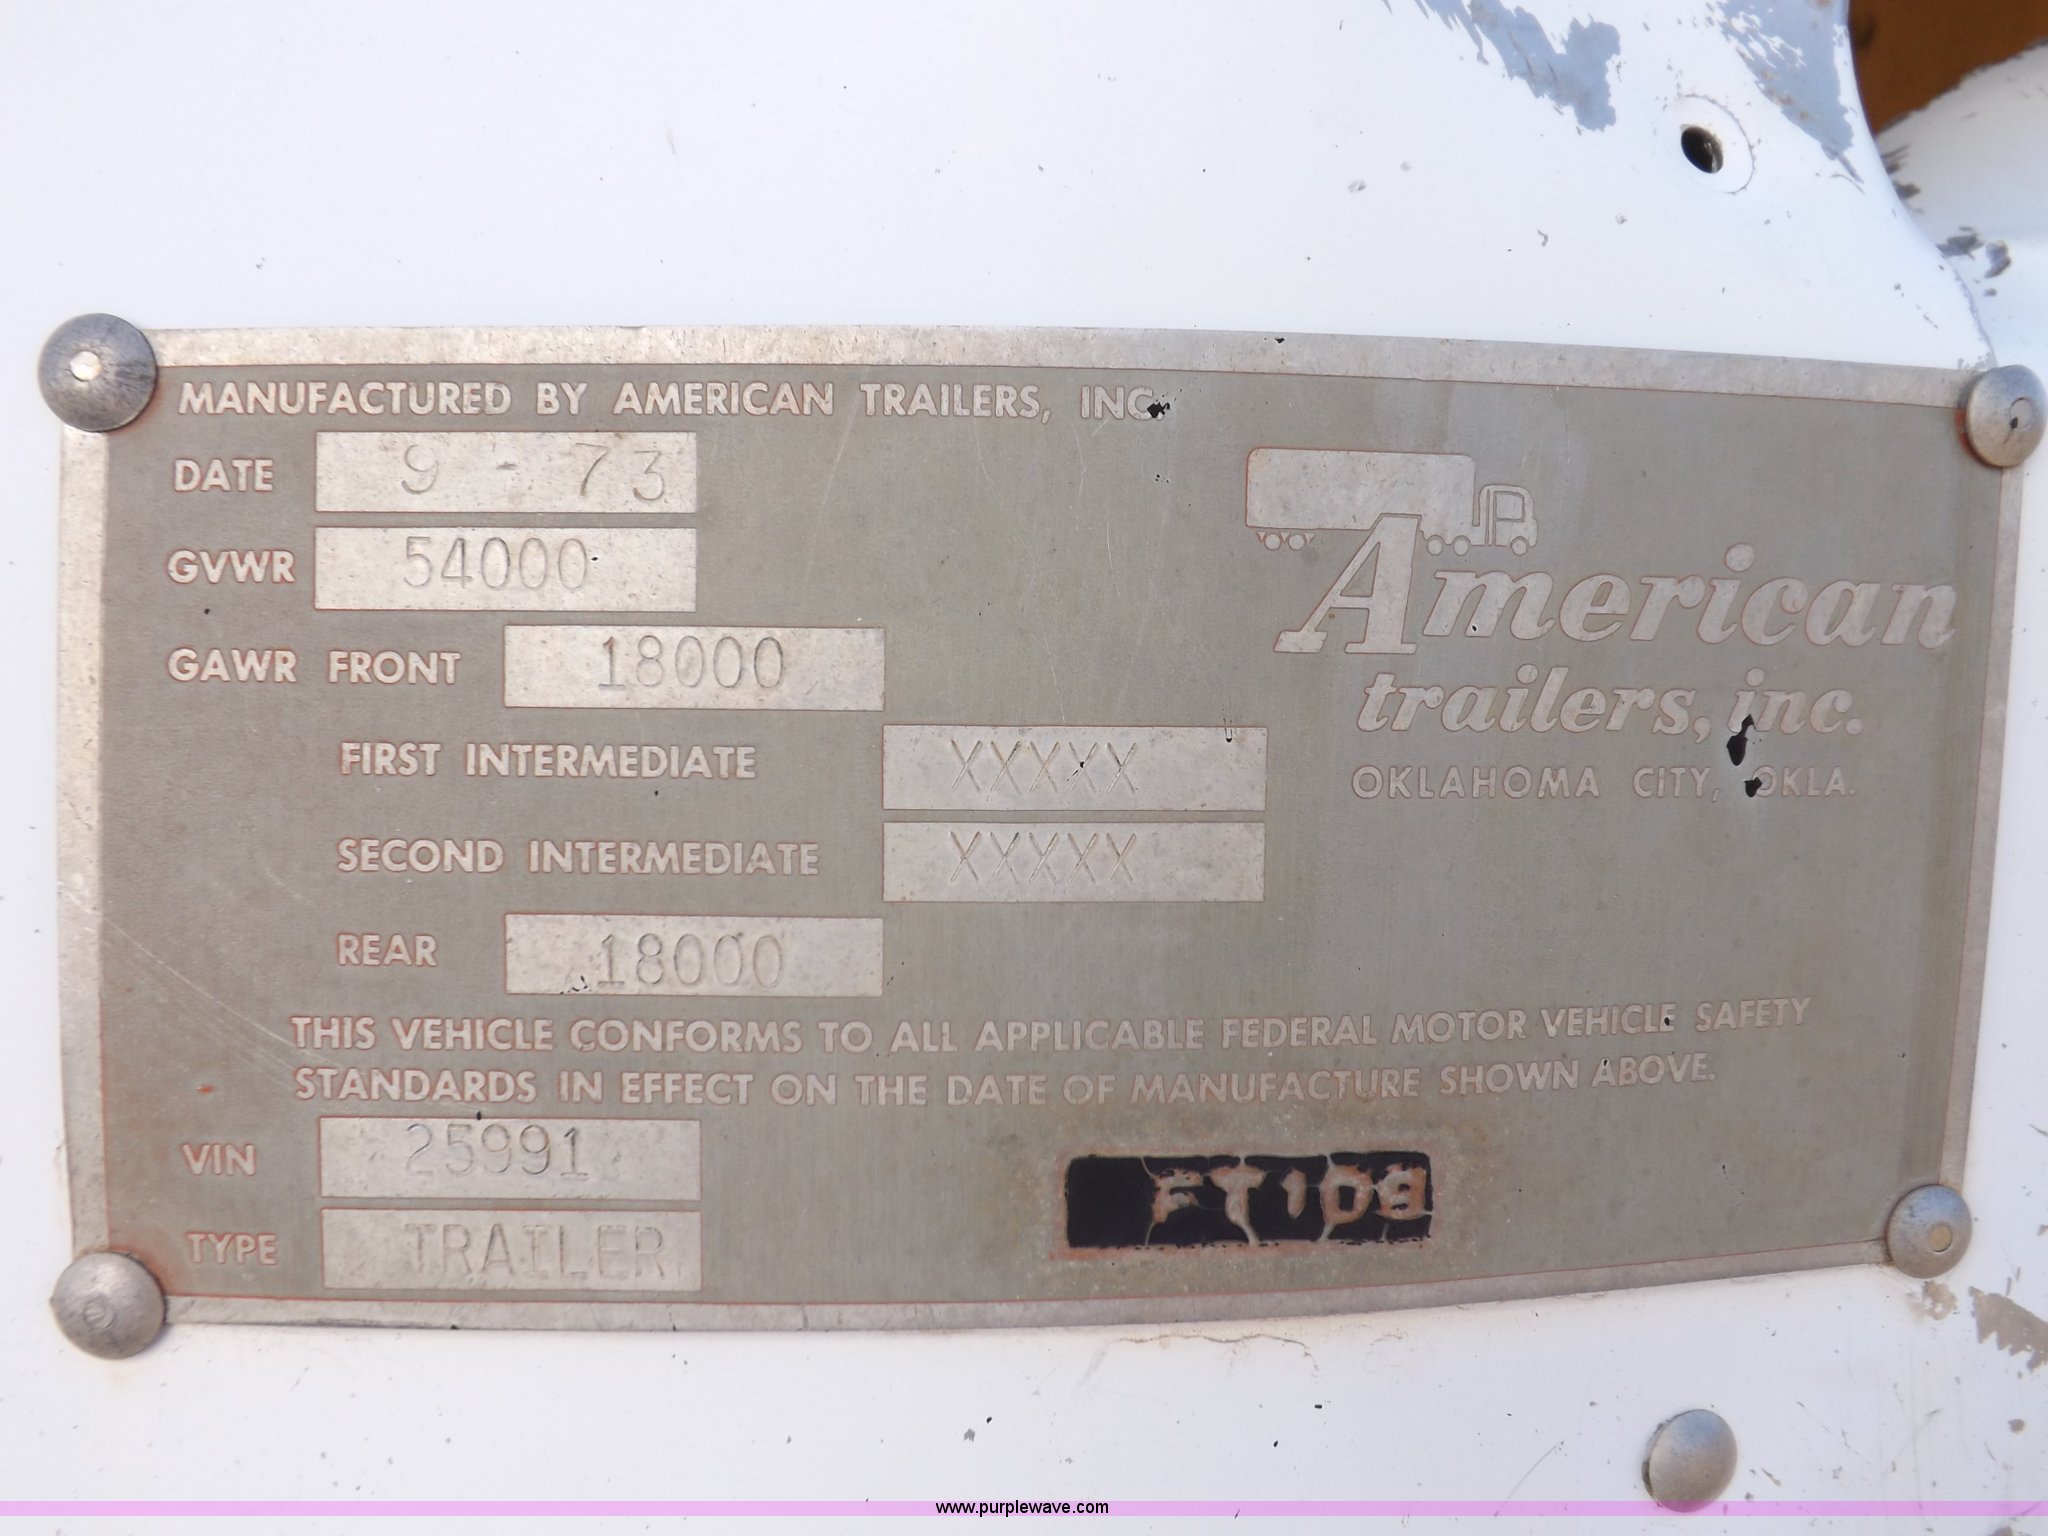 MANUFACTURED BY AMERICAN TRAILERS, INC.
DATE 9 - 73
GVWR 54000
GAWR FRONT 18000
FIRST INTERMEDIATE XXXXX
SECOND INTERMEDIATE XXXXX
REAR 18000
American
trailers, inc.
OKLAHOMA CITY, OKLA.
THIS VEHICLE CONFORMS TO ALL APPLICABLE FEDERAL MOTOR VEHICLE SAFETY
STANDARDS IN EFFECT ON THE DATE OF MANUFACTURE SHOWN ABOVE.
VIN 25991
TYPE TRAILER
www.purplewave.com